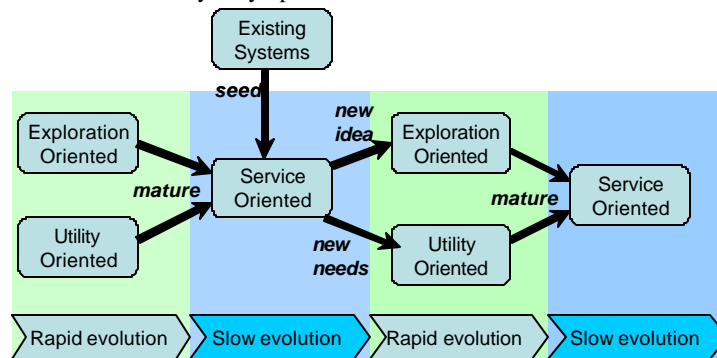 Existing
Systems
seed
new
idea
Exploration
Oriented
Exploration
Oriented
mature
Service
Oriented
mature
Service
Oriented
Utility
Oriented
new
needs
Utility
Oriented
Rapid evolution
Slow evolution
Rapid evolution
Slow evolution